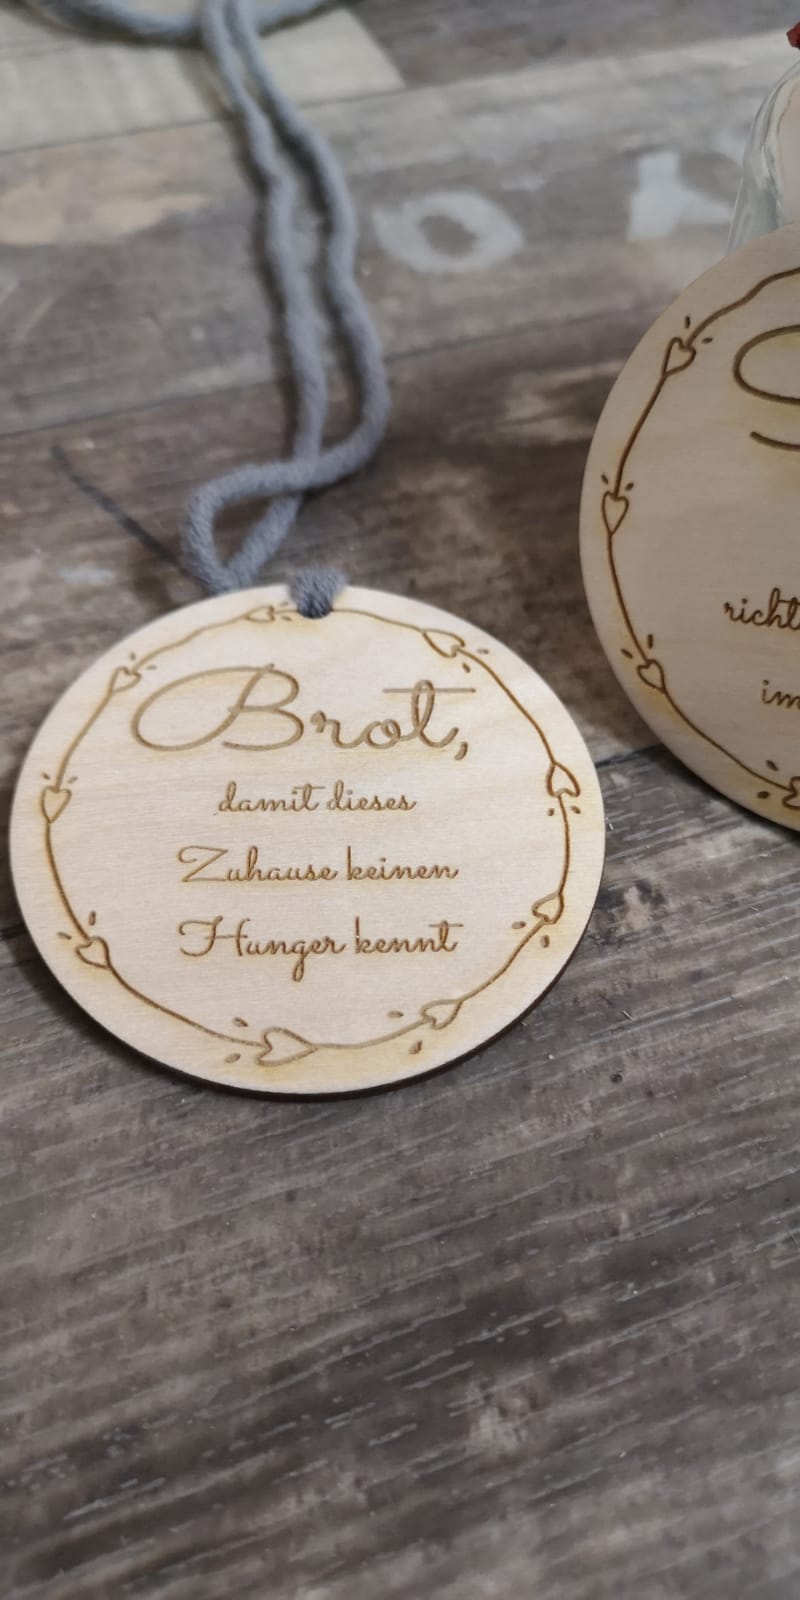 Brot,
damit dieses
Zuhause keinen
Hunger kennt